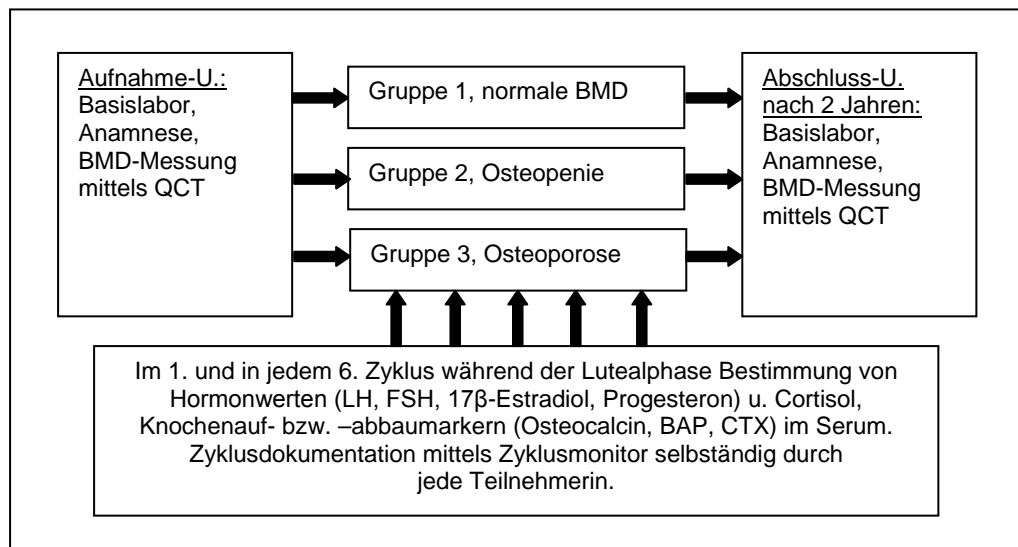 Aufnahme-U.:
Basislabor,
Anamnese,
BMD-Messung
mittels QCT
Gruppe 1, normale BMD
Gruppe 2, Osteopenie
Gruppe 3, Osteoporose
Abschluss-U.
nach 2 Jahren:
Basislabor,
Anamnese,
BMD-Messung
mittels QCT
Im 1. und in jedem 6. Zyklus während der Lutealphase Bestimmung von
Hormonwerten (LH, FSH, 17β-Estradiol, Progesteron) u. Cortisol,
Knochenauf- bzw. –abbaumarkern (Osteocalcin, BAP, CTX) im Serum.
Zyklusdokumentation mittels Zyklusmonitor selbständig durch
jede Teilnehmerin.